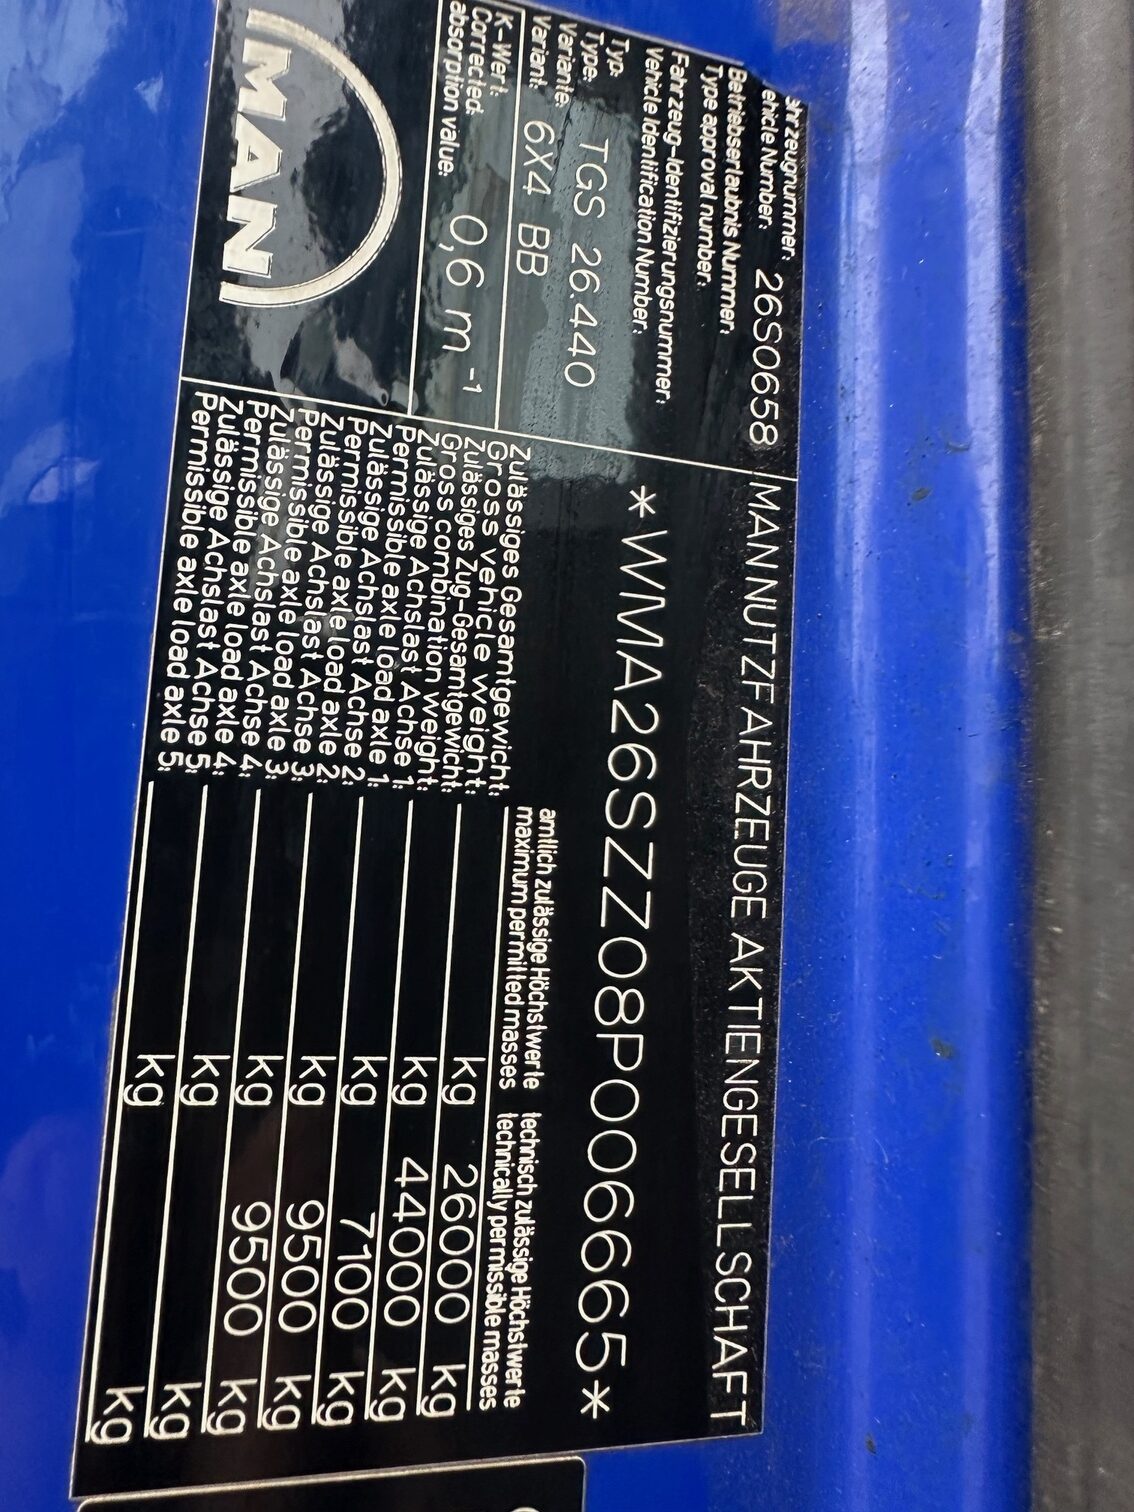 Fahrzeugnummer:
Vehicle Number: 26S0658
MAN NUTZFAHRZEUGE AKTIENGESELLSCHAFT
Betriebserlaubnis Nummer:
Type approval number:
Fahrzeug-Identifizierungsnummer:
Vehicle Identification Number:
*WMA26SZZ08P006665*
Typ:
Type: TGS 26.440
Variante:
Variant: 6X4 BB
K-Wert:
Corrected
absorption value: 0,6 m -1
MAN
amtlich zulässige Höchstwerte technisch zulässige Höchstwerte
maximum permitted masses technically permissible masses
Zulässiges Gesamtgewicht:
Gross vehicle weight: kg 26000 kg
Zulässiges Zug-Gesamtgewicht:
Gross combination weight: kg 44000 kg
Zulässige Achslast Achse 1:
Permissible axle load axle 1: kg 7100 kg
Zulässige Achslast Achse 2:
Permissible axle load axle 2: kg 9500 kg
Zulässige Achslast Achse 3:
Permissible axle load axle 3: kg 9500 kg
Zulässige Achslast Achse 4:
Permissible axle load axle 4: kg kg
Zulässige Achslast Achse 5:
Permissible axle load axle 5: kg kg